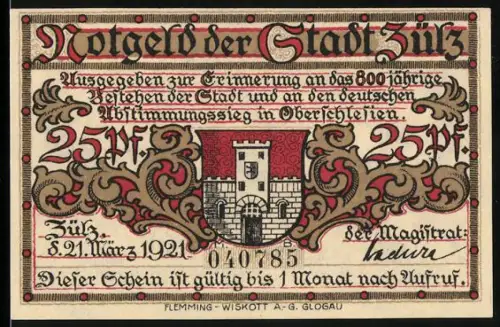 Notgeld der Stadt Zülz
Ausgegeben zur Erinnerung an das 800 jährige
Bestehen der Stadt und an den deutschen
Abstimmungssieg in Oberschlesien.
25 Pf. 25 Pf.
Zülz, der Magistrat:
d. 21. März 1921
M. B
040785
Dieser Schein ist gültig bis 1 Monat nach Aufruf.
FLEMMING-WISKOTT A.-G. GLOGAU